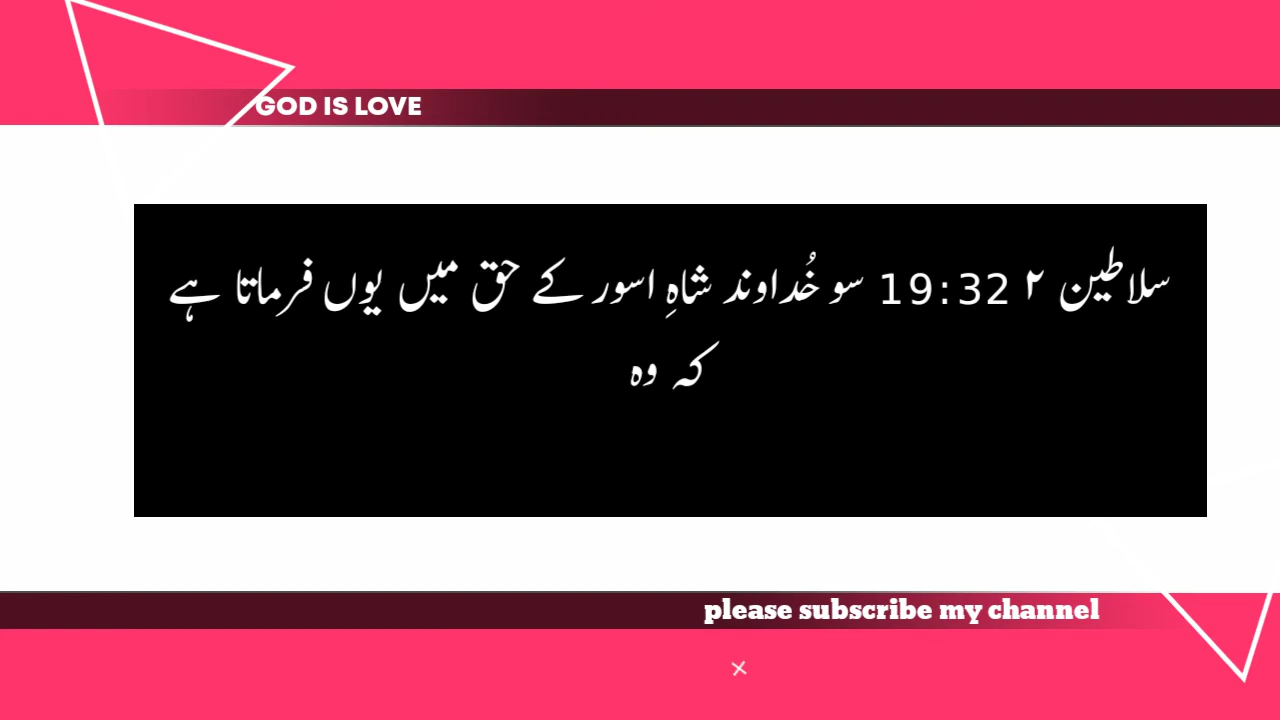 GOD IS LOVE
سلاطین ۲ 19:32 سو خُداوند شاہِ اسور کے حق میں یوں فرماتا ہے
کہ وہ
please subscribe my channel